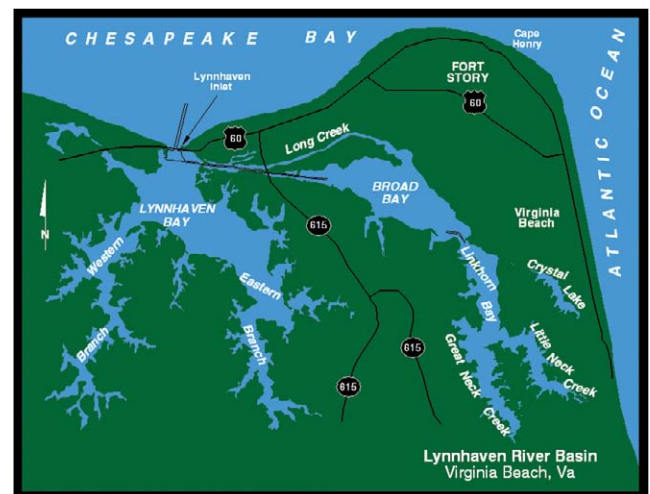 CHESAPEAKE BAY
Cape
Henry
ATLANTIC OCEAN
Lynnhaven
Inlet
FORT
STORY
60
60
Long Creek
BROAD
BAY
LYNNHAVEN
BAY
N
615
Virginia
Beach
Western
Branch
Eastern
Branch
Linkhorn
Bay
Crystal
Lake
Little Neck
Creek
Great Neck
Creek
615
615
Lynnhaven River Basin
Virginia Beach, Va